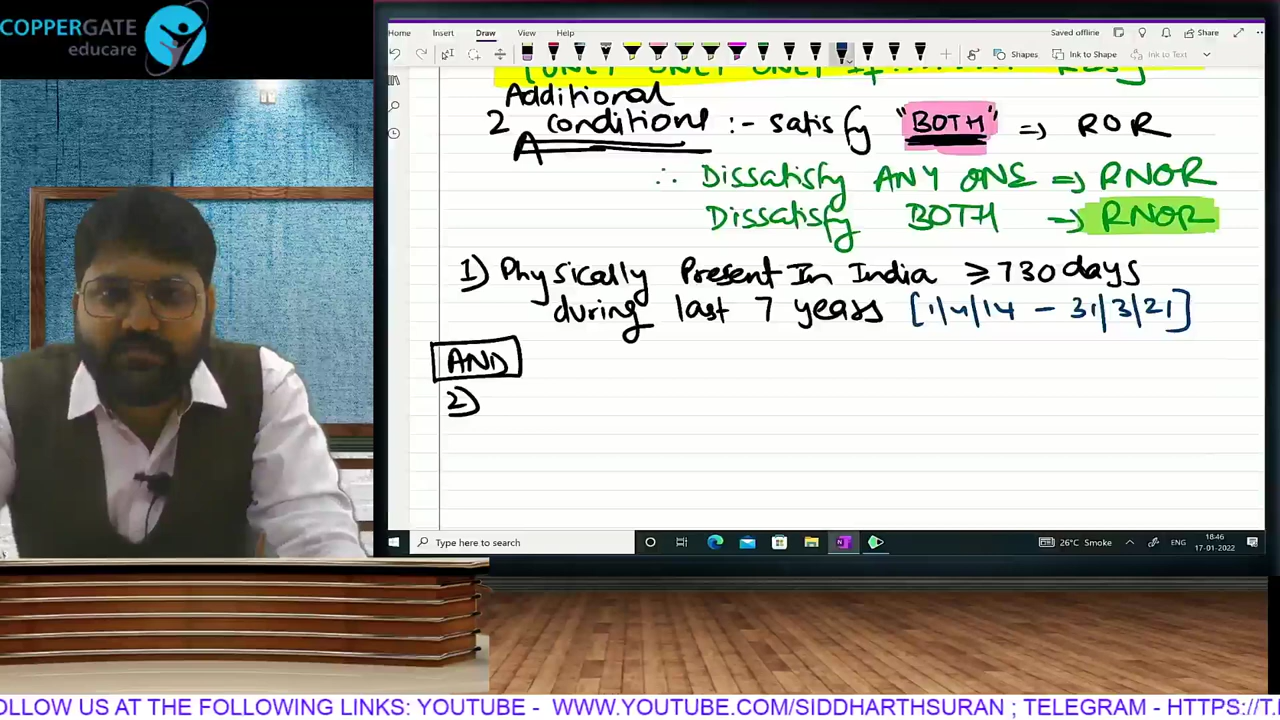 COPPERGATE
educare
Home Insert Draw View Help
Saved offline Share
Shapes Ink to Shape Ink to Text
Additional
2 conditions :- satisfy "BOTH" => ROR
∴ Dissatisfy ANY ONE => RNOR
Dissatisfy BOTH => RNOR
1) Physically Present In India ≥ 730 days
during last 7 years [1/4/14 - 31/3/21]
AND
2)
Type here to search
26°C Smoke ENG 18:46
17-01-2022
OLLOW US AT THE FOLLOWING LINKS: YOUTUBE - WWW.YOUTUBE.COM/SIDDHARTHSURAN ; TELEGRAM - HTTPS://T.